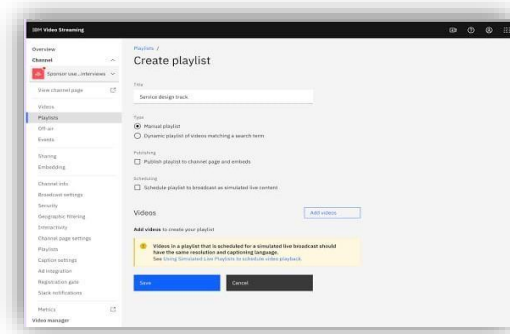 IBM Video Streaming
Overview
Channel
Sponsor use...interviews
View channel page
Videos
Playlists
Off-air
Events
Sharing
Embedding
Channel info
Broadcast settings
Security
Geographic filtering
Interactivity
Channel page settings
Playlists
Caption settings
Ad integration
Registration gate
Slack notifications
Metrics
Video manager
Playlists /
Create playlist
Title
Service design track
Type
Manual playlist
Dynamic playlist of videos matching a search term
Publishing
Publish playlist to channel page and embeds
Scheduling
Schedule playlist to broadcast as simulated live content
Videos
Add videos
Add videos to create your playlist
Videos in a playlist that is scheduled for a simulated live broadcast should
have the same resolution and captioning language.
See Using Simulated Live Playlists to schedule video playback
Save
Cancel